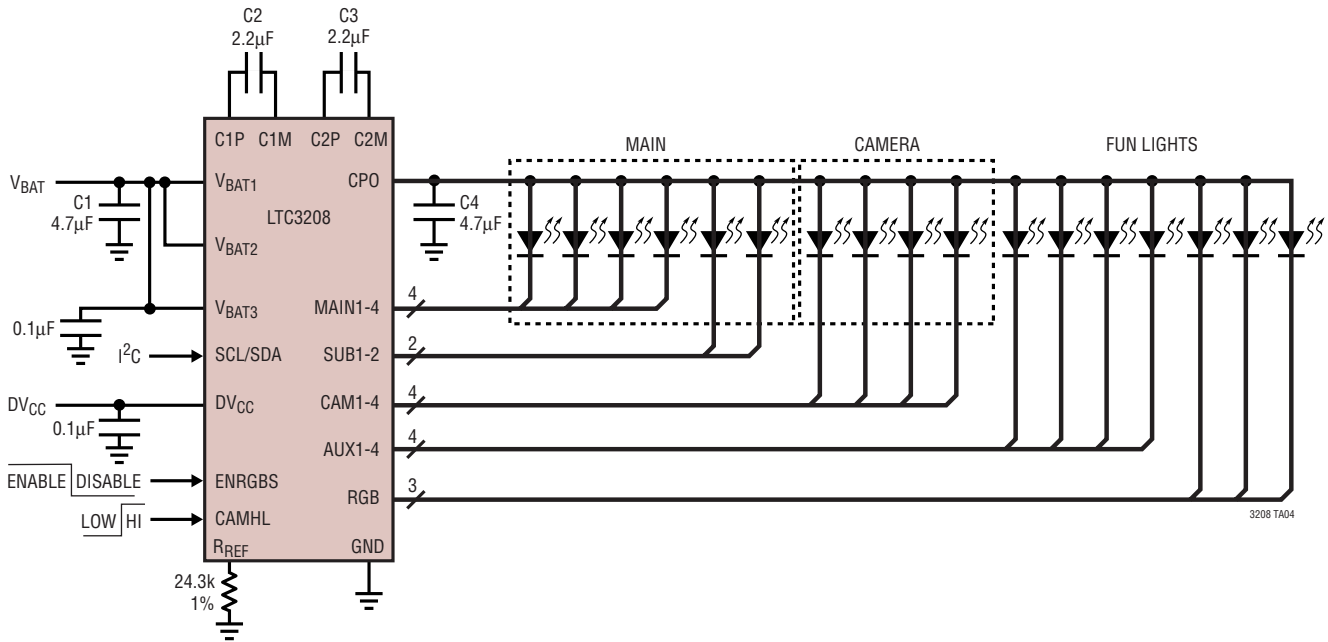 C2
2.2µF
C3
2.2µF
C1P C1M C2P C2M
MAIN
CAMERA
FUN LIGHTS
VBAT
VBAT1
CPO
C1
4.7µF
LTC3208
C4
4.7µF
VBAT2
VBAT3
MAIN1-4
4
0.1µF
I2C
SCL/SDA
SUB1-2
2
DVCC
DVCC
CAM1-4
4
0.1µF
AUX1-4
4
ENABLE DISABLE
ENRGBS
RGB
3
LOW HI
CAMHL
3208 TA04
RREF
GND
24.3k
1%